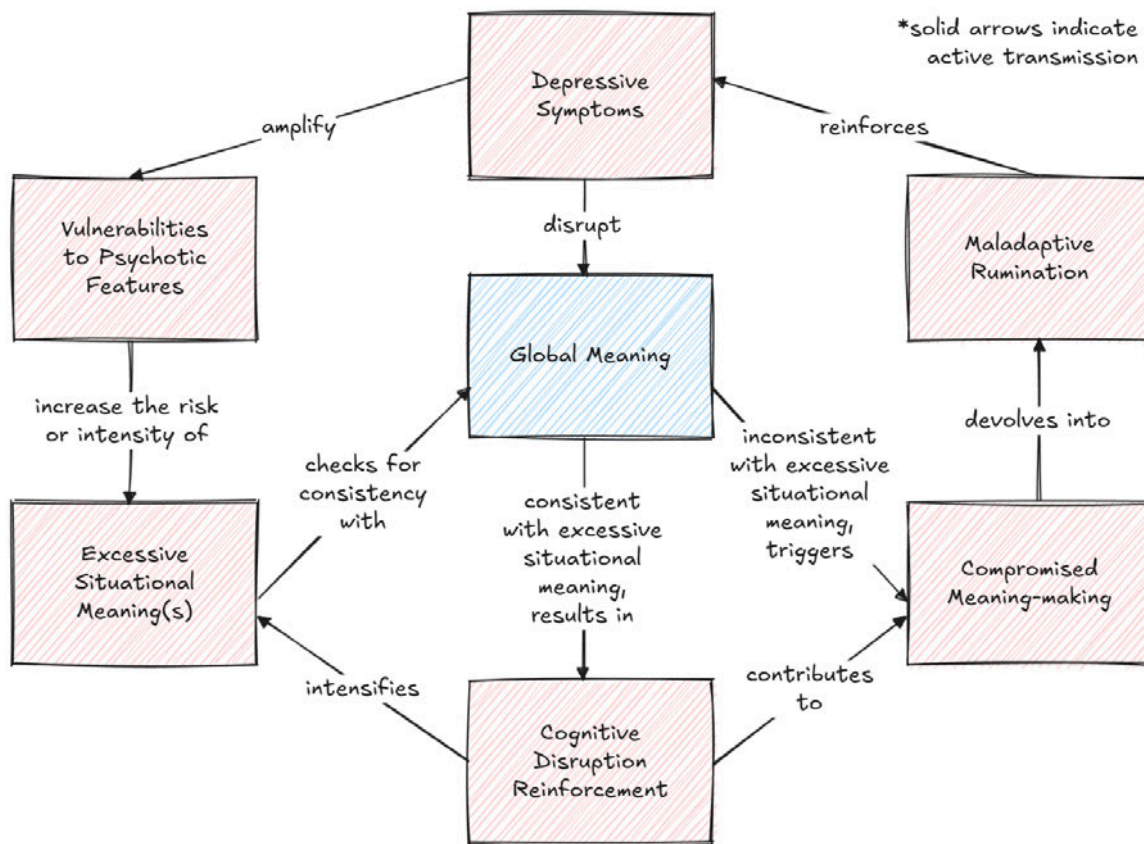 *solid arrows indicate
active transmission
Depressive
Symptoms
amplify
reinforces
Vulnerabilities
to Psychotic
Features
disrupt
Maladaptive
Rumination
Global Meaning
increase the risk
or intensity of
devolves into
checks for
consistency
with
inconsistent
with excessive
situational
meaning,
triggers
consistent
with excessive
situational
meaning,
results in
Excessive
Situational
Meaning(s)
Compromised
Meaning-making
intensifies
contributes
to
Cognitive
Disruption
Reinforcement